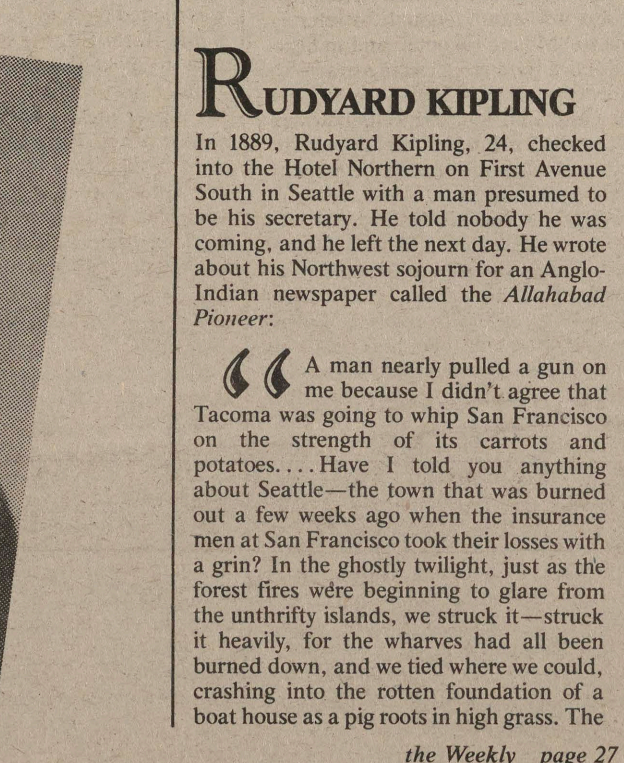 RUDYARD KIPLING
In 1889, Rudyard Kipling, 24, checked
into the Hotel Northern on First Avenue
South in Seattle with a man presumed to
be his secretary. He told nobody he was
coming, and he left the next day. He wrote
about his Northwest sojourn for an Anglo-
Indian newspaper called the Allahabad
Pioneer:
“ A man nearly pulled a gun on
me because I didn't agree that
Tacoma was going to whip San Francisco
on the strength of its carrots and
potatoes.... Have I told you anything
about Seattle—the town that was burned
out a few weeks ago when the insurance
men at San Francisco took their losses with
a grin? In the ghostly twilight, just as the
forest fires were beginning to glare from
the unthrifty islands, we struck it—struck
it heavily, for the wharves had all been
burned down, and we tied where we could,
crashing into the rotten foundation of a
boat house as a pig roots in high grass. The
the Weekly page 27